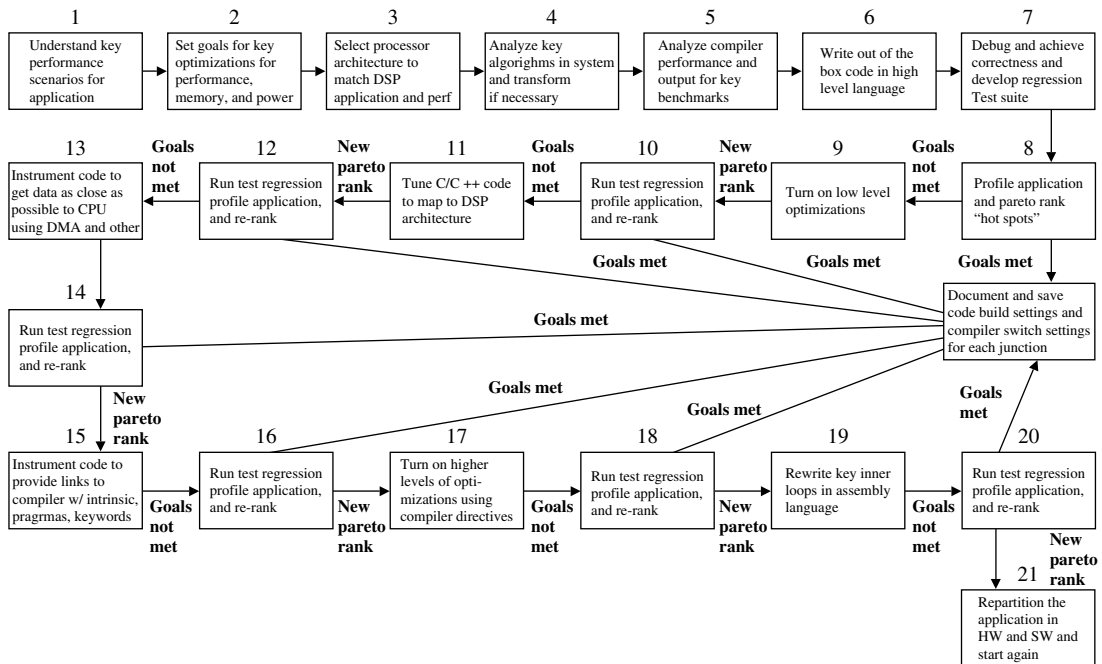 1
Understand key
performance
scenarios for
application
2
Set goals for key
optimizations for
performance,
memory, and power
3
Select processor
architecture to
match DSP
application and perf
4
Analyze key
algorighms in system
and transform
if necessary
5
Analyze compiler
performance and
output for key
benchmarks
6
Write out of the
box code in high
level language
7
Debug and achieve
correctness and
develop regression
Test suite
13
Instrument code to
get data as close as
possible to CPU
using DMA and other
Goals
not
met
12
Run test regression
profile application,
and re-rank
New
pareto
rank
11
Tune C/C ++ code
to map to DSP
architecture
Goals
not
met
10
Run test regression
profile application,
and re-rank
New
pareto
rank
9
Turn on low level
optimizations
Goals
not
met
8
Profile application
and pareto rank
“hot spots”
Goals met
Goals met
Goals met
14
Run test regression
profile application,
and re-rank
Goals met
Document and save
code build settings and
compiler switch settings
for each junction
New
pareto
rank
Goals met
Goals met
Goals
met
15
Instrument code to
provide links to
compiler w/ intrinsic,
pragrmas, keywords
Goals
not
met
16
Run test regression
profile application,
and re-rank
New
pareto
rank
17
Turn on higher
levels of opti-
mizations using
compiler directives
Goals
not
met
18
Run test regression
profile application,
and re-rank
New
pareto
rank
19
Rewrite key inner
loops in assembly
language
Goals
not
met
20
Run test regression
profile application,
and re-rank
New
pareto
rank
21
Repartition the
application in
HW and SW and
start again